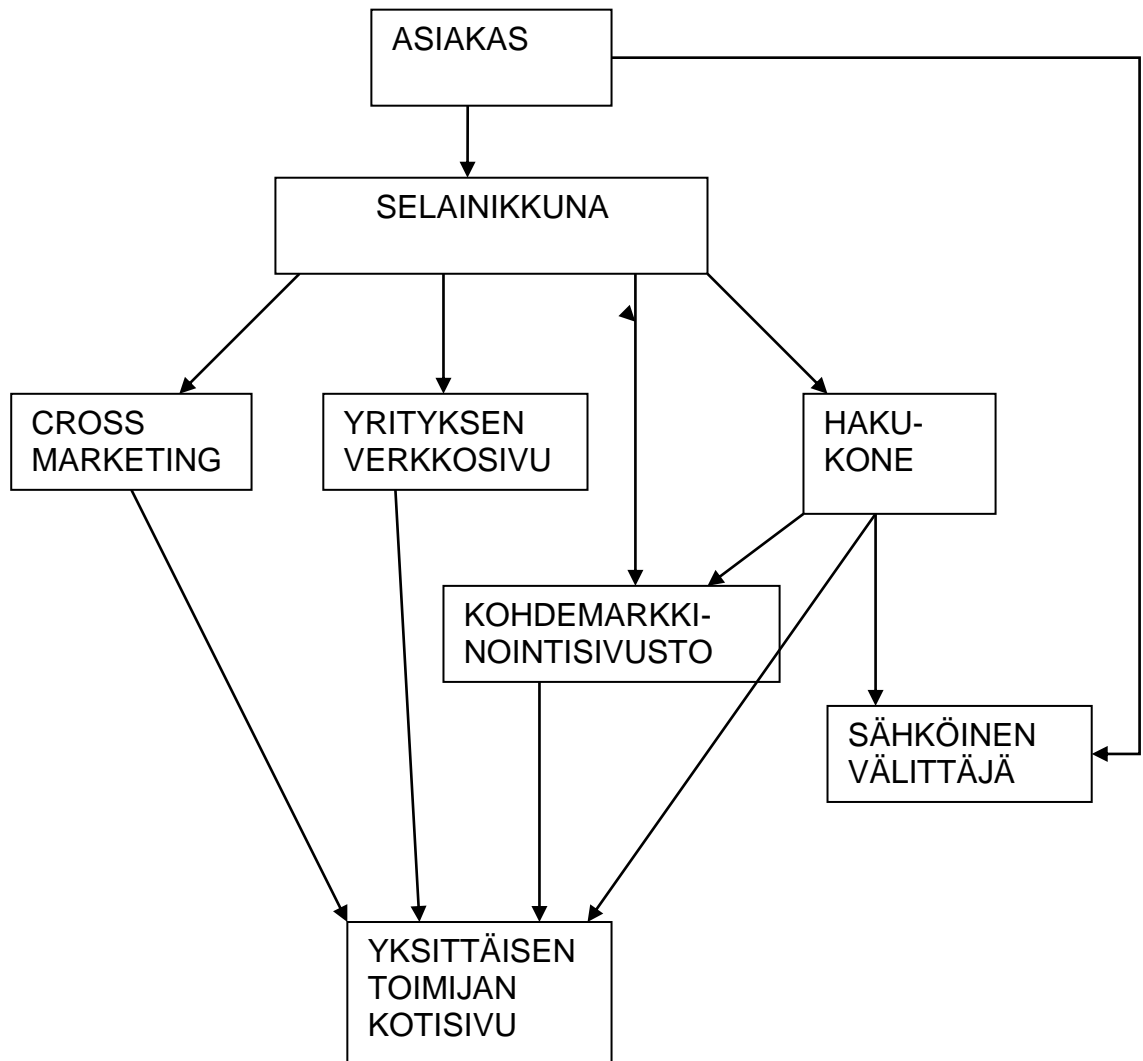 ASIAKAS
SELAINIKKUNA
CROSS
MARKETING
YRITYKSEN
VERKKOSIVU
HAKU-
KONE
KOHDEMARKKI-
NOINTISIVUSTO
SÄHKÖINEN
VÄLITTÄJÄ
YKSITTÄISEN
TOIMIJAN
KOTISIVU